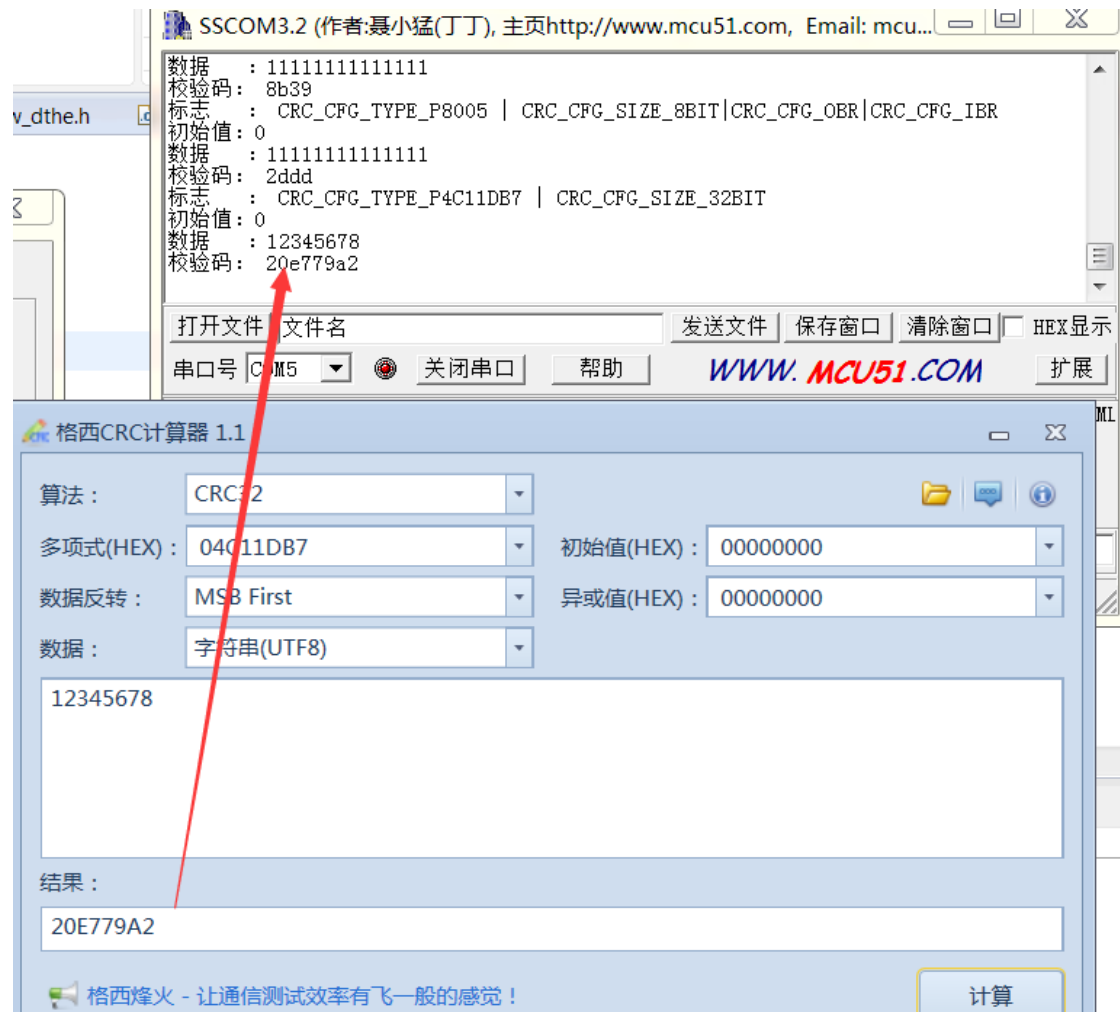 SSCOM3.2 (作者:聂小猛(丁丁), 主页http://www.mcu51.com, Email: mcu...
数据 : 11111111111111
校验码: 8b39
标志 : CRC_CFG_TYPE_P8005 | CRC_CFG_SIZE_8BIT|CRC_CFG_OBR|CRC_CFG_IBR
初始值: 0
数据 : 11111111111111
校验码: 2ddd
标志 : CRC_CFG_TYPE_P4C11DB7 | CRC_CFG_SIZE_32BIT
初始值: 0
数据 : 12345678
校验码: 20e779a2
_dthe.h
打开文件 文件名 发送文件 保存窗口 清除窗口 HEX显示
串口号 COM5 关闭串口 帮助 WWW. MCU51.COM 扩展
ML
格西CRC计算器 1.1
算法: CRC32
多项式(HEX): 04C11DB7 初始值(HEX): 00000000
数据反转: MSB First 异或值(HEX): 00000000
数据: 字符串(UTF8)
12345678
结果:
20E779A2
格西烽火 - 让通信测试效率有飞一般的感觉！
计算